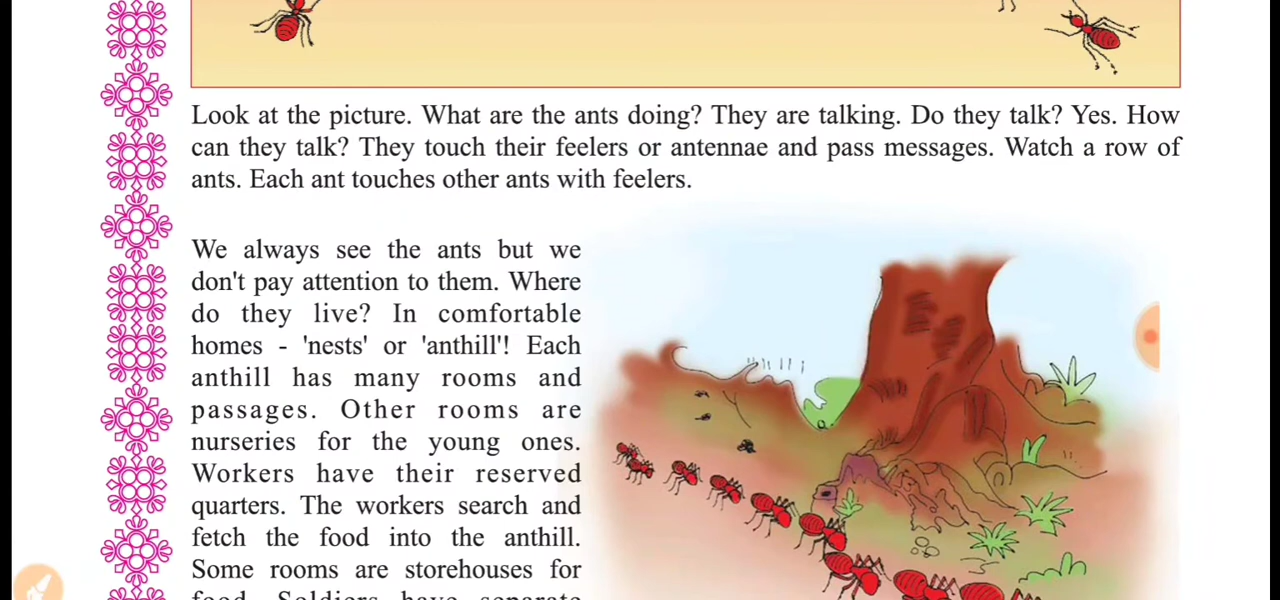 Look at the picture. What are the ants doing? They are talking. Do they talk? Yes. How
can they talk? They touch their feelers or antennae and pass messages. Watch a row of
ants. Each ant touches other ants with feelers.
We always see the ants but we
don't pay attention to them. Where
do they live? In comfortable
homes - 'nests' or 'anthill'! Each
anthill has many rooms and
passages. Other rooms are
nurseries for the young ones.
Workers have their reserved
quarters. The workers search and
fetch the food into the anthill.
Some rooms are storehouses for
food. Soldiers have separate